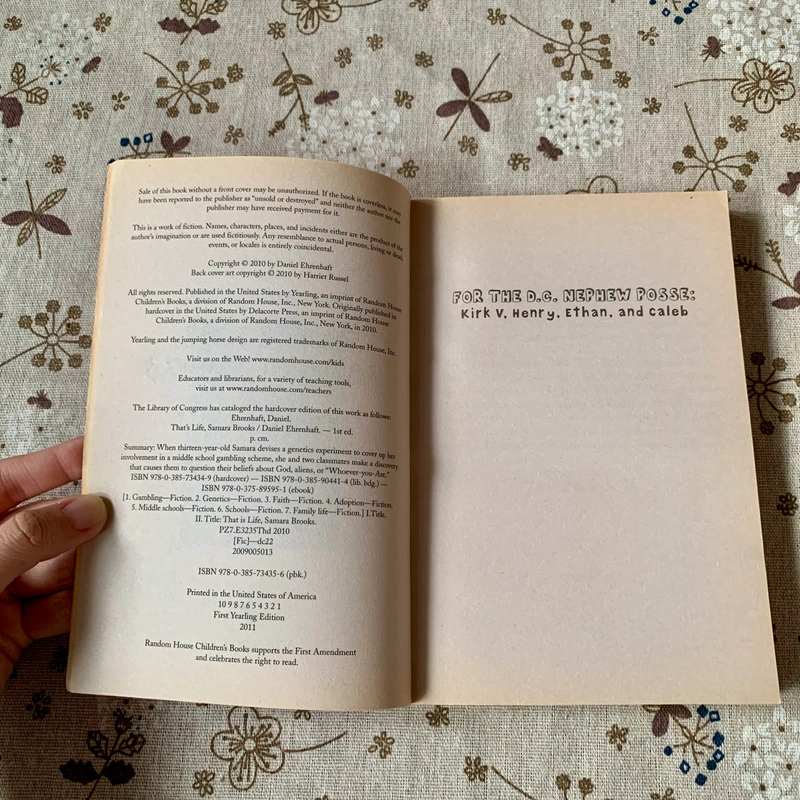 Sale of this book without a front cover may be unauthorized. If the book is coverless, it may
have been reported to the publisher as "unsold or destroyed" and neither the author nor the
publisher may have received payment for it.
This is a work of fiction. Names, characters, places, and incidents either are the product of the
author's imagination or are used fictitiously. Any resemblance to actual persons, living or dead,
events, or locales is entirely coincidental.
Copyright © 2010 by Daniel Ehrenhaft
Back cover art copyright © 2010 by Harriet Russel
All rights reserved. Published in the United States by Yearling, an imprint of Random House
Children's Books, a division of Random House, Inc., New York. Originally published in
hardcover in the United States by Delacorte Press, an imprint of Random House
Children's Books, a division of Random House, Inc., New York, in 2010.
Yearling and the jumping horse design are registered trademarks of Random House, Inc.
Visit us on the Web! www.randomhouse.com/kids
Educators and librarians, for a variety of teaching tools,
visit us at www.randomhouse.com/teachers
The Library of Congress has cataloged the hardcover edition of this work as follows:
Ehrenhaft, Daniel.
That's Life, Samara Brooks / Daniel Ehrenhaft. — 1st ed.
p. cm.
Summary: When thirteen-year-old Samara devises a genetics experiment to cover up her
involvement in a middle school gambling scheme, she and two classmates make a discovery
that causes them to question their beliefs about God, aliens, or "Whoever-you-Are."
ISBN 978-0-385-73434-9 (hardcover) — ISBN 978-0-385-90441-4 (lib. bdg.) —
ISBN 978-0-375-89595-1 (ebook)
[1. Gambling—Fiction. 2. Genetics—Fiction. 3. Faith—Fiction. 4. Adoption—Fiction.
5. Middle schools—Fiction. 6. Schools—Fiction. 7. Family life—Fiction.] I.Title.
II. Title: That is Life, Samara Brooks.
PZ7.E3235Thd 2010
[Fic]—dc22
2009005013
ISBN 978-0-385-73435-6 (pbk.)
Printed in the United States of America
10 9 8 7 6 5 4 3 2 1
First Yearling Edition
2011
Random House Children's Books supports the First Amendment
and celebrates the right to read.
FOR THE D.C. NEPHEW POSSE:
Kirk V, Henry, Ethan, and Caleb